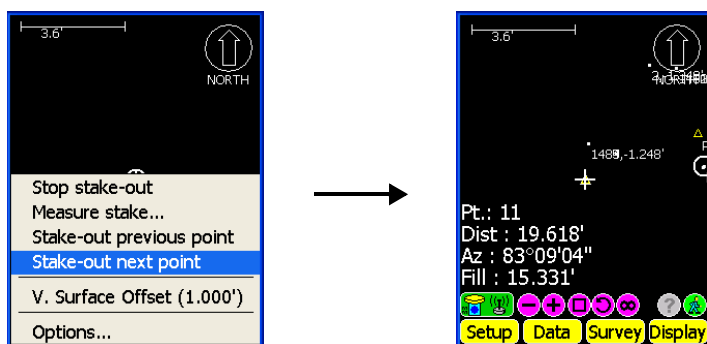 3.6'
NORTH
Stop stake-out
Measure stake...
Stake-out previous point
Stake-out next point
V. Surface Offset (1.000')
Options...
3.6'
1489,-1.248'
Pt.: 11
Dist : 19.618'
Az : 83°09'04"
Fill : 15.331'
Setup Data Survey Display